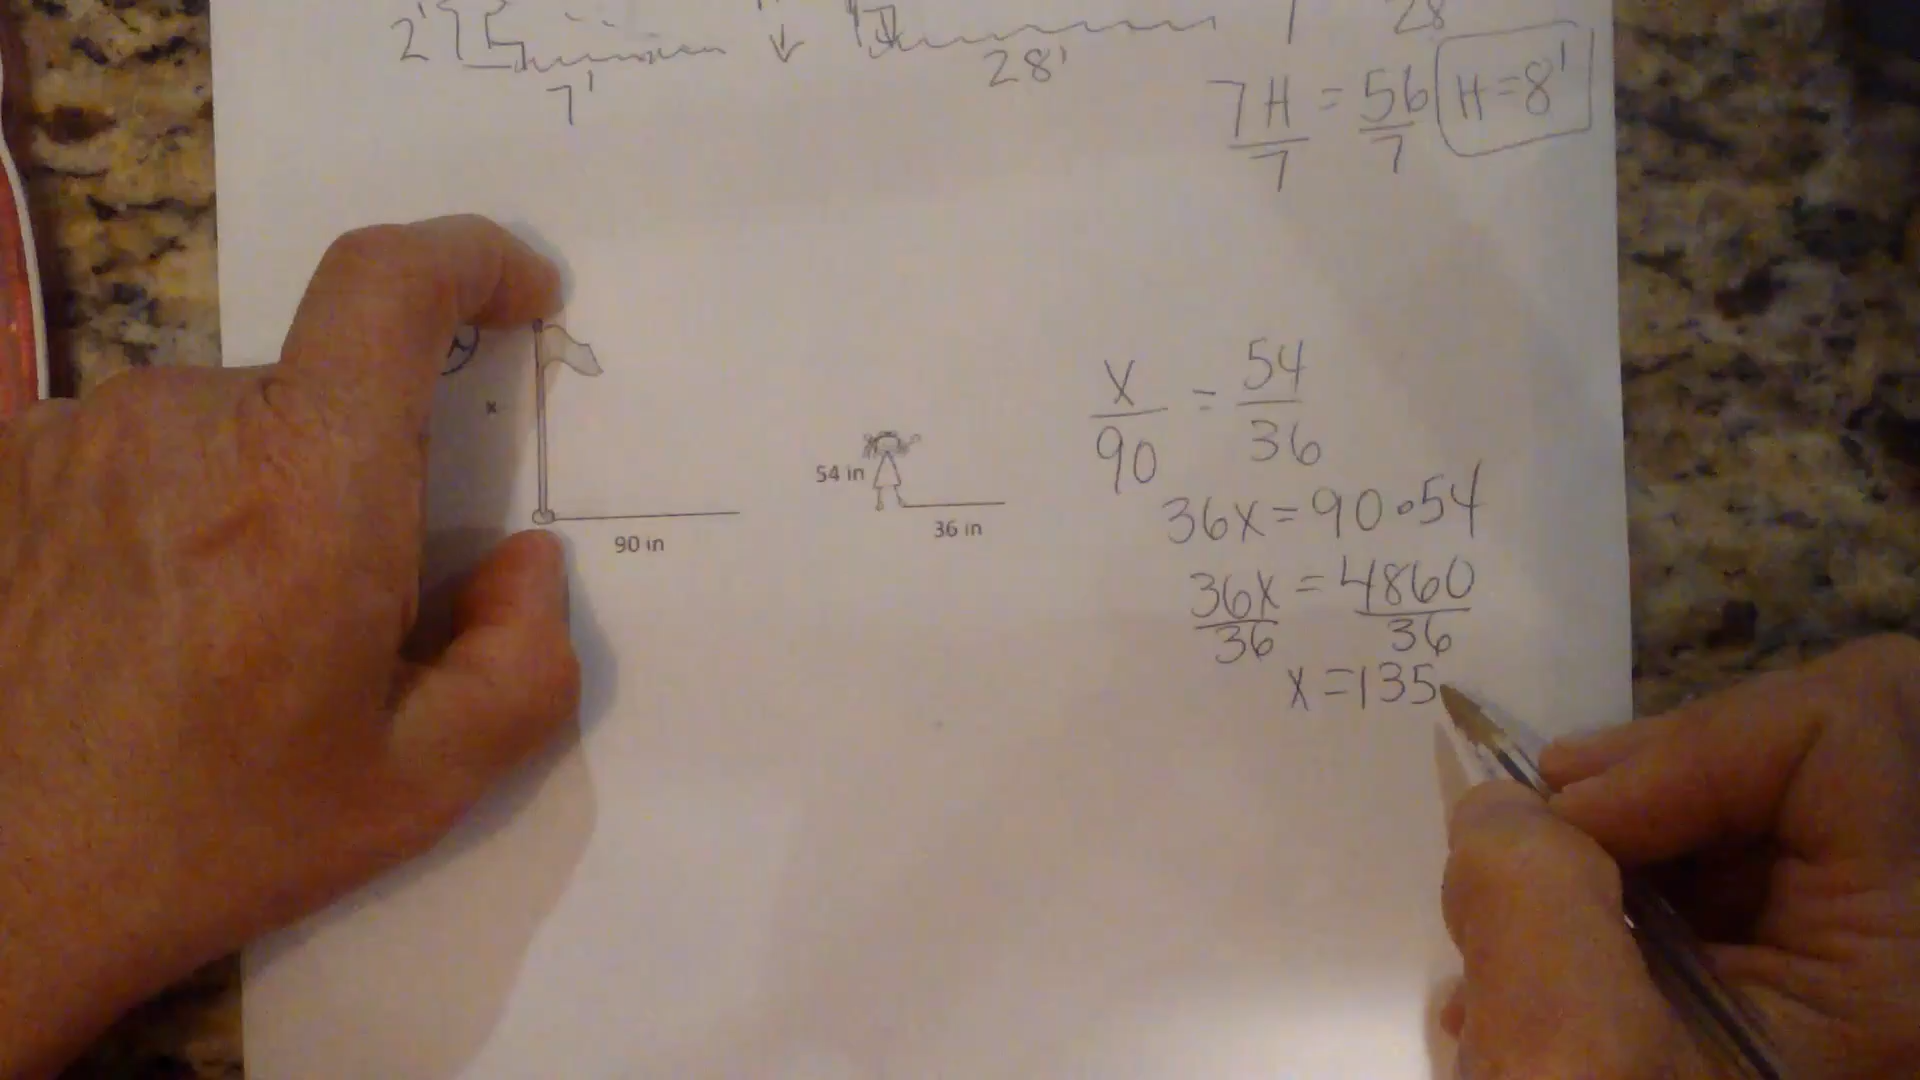 2'
7'
28'
28
7H = 56
7 7
H=8'
x
90 in
54 in
36 in
X = 54
90 36
36X = 90•54
36X = 4860
36 36
X = 135